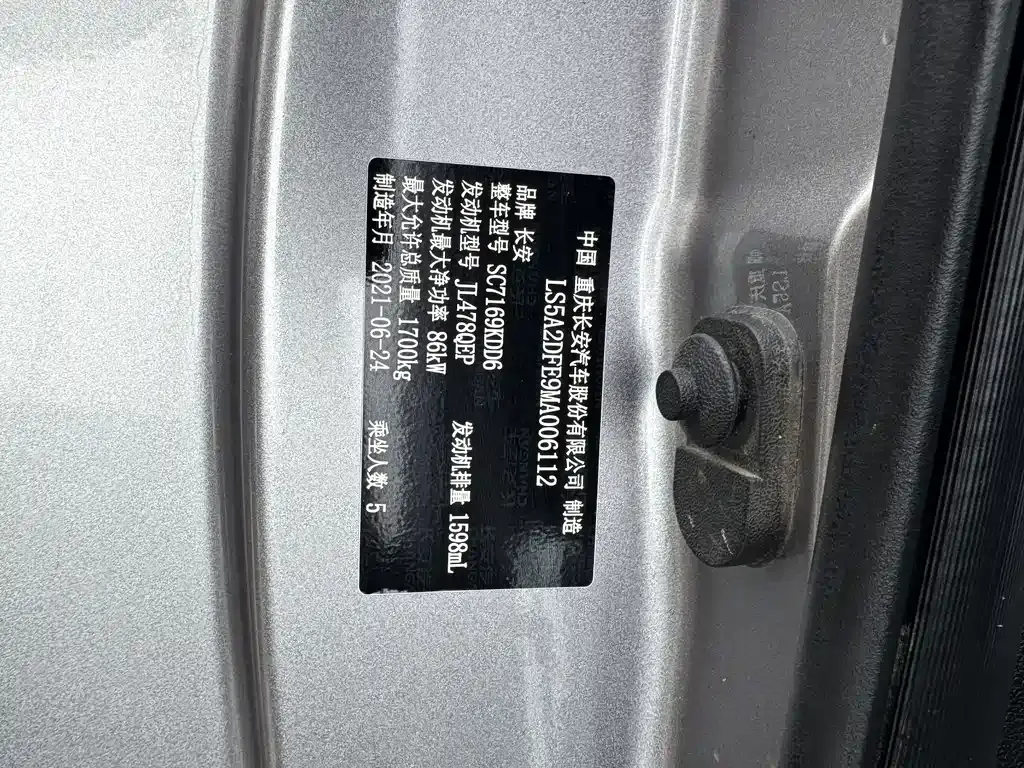 中国 重庆长安汽车股份有限公司 制造
LS5A2DFE9MA006112
品牌 长安
整车型号 SC7169KDD6
发动机型号 JL478QEP 发动机排量 1598mL
发动机最大净功率 86kW
最大允许总质量 1700kg
制造年月 2021-06-24 乘坐人数 5